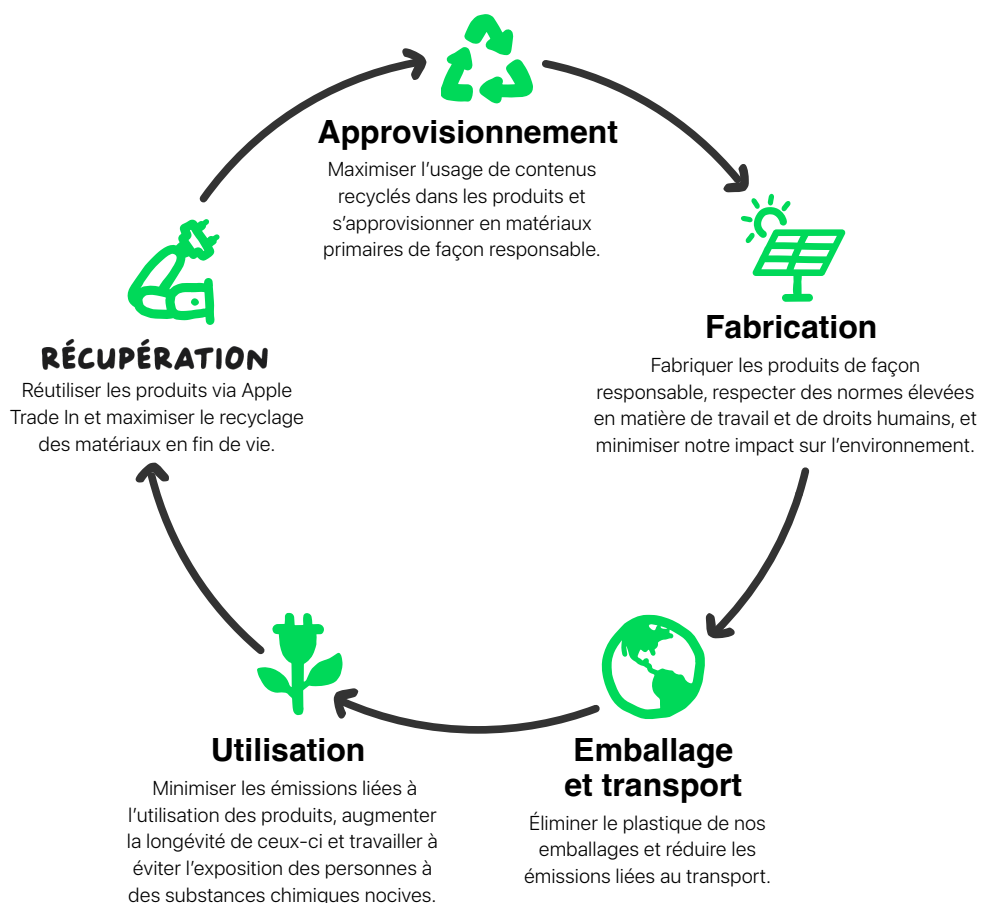 Approvisionnement
Maximiser l’usage de contenus
recyclés dans les produits et
s’approvisionner en matériaux
primaires de façon responsable.
Fabrication
Fabriquer les produits de façon
responsable, respecter des normes élevées
en matière de travail et de droits humains, et
minimiser notre impact sur l’environnement.
Emballage
et transport
Éliminer le plastique de nos
emballages et réduire les
émissions liées au transport.
Utilisation
Minimiser les émissions liées à
l’utilisation des produits, augmenter
la longévité de ceux-ci et travailler à
éviter l’exposition des personnes à
des substances chimiques nocives.
RÉCUPÉRATION
Réutiliser les produits via Apple
Trade In et maximiser le recyclage
des matériaux en fin de vie.